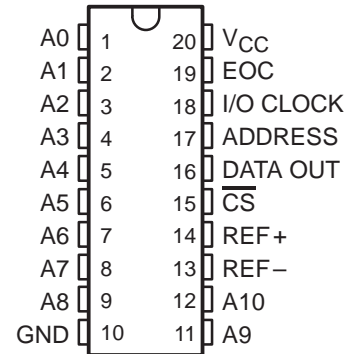 A0 1 20 VCC
A1 2 19 EOC
A2 3 18 I/O CLOCK
A3 4 17 ADDRESS
A4 5 16 DATA OUT
A5 6 15 C̅S̅
A6 7 14 REF+
A7 8 13 REF–
A8 9 12 A10
GND 10 11 A9